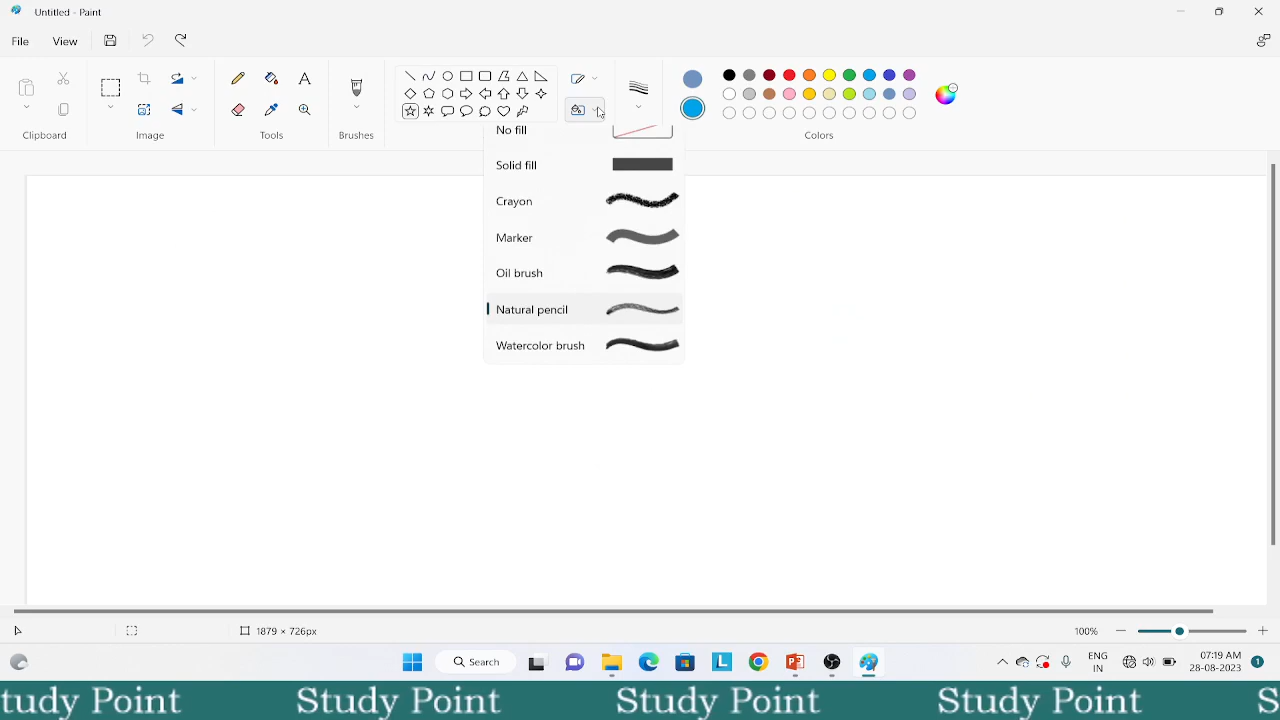 Untitled - Paint
File
View
Clipboard
Image
Tools
Brushes
Colors
No fill
Solid fill
Crayon
Marker
Oil brush
Natural pencil
Watercolor brush
1879 × 726px
100%
Search
ENG
IN
07:19 AM
28-08-2023
1
tudy Point
Study Point
Study Point
Study Point
S